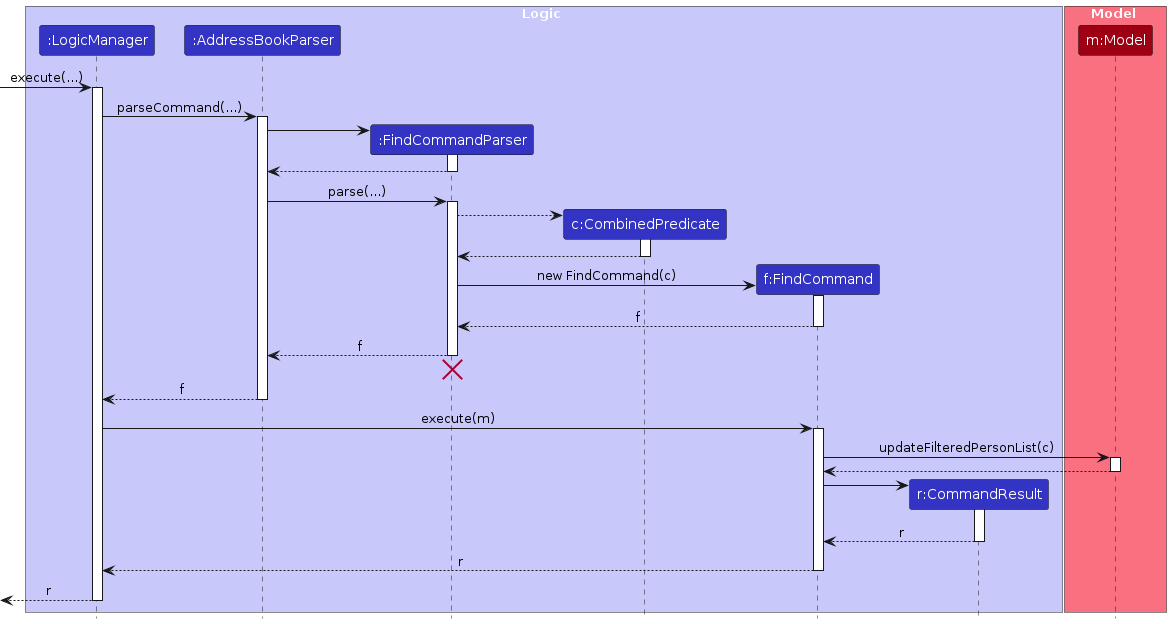 Logic
Model
:LogicManager
:AddressBookParser
m:Model
execute(...)
parseCommand(...)
:FindCommandParser
parse(...)
c:CombinedPredicate
new FindCommand(c)
f:FindCommand
f
f
f
execute(m)
updateFilteredPersonList(c)
r:CommandResult
r
r
r